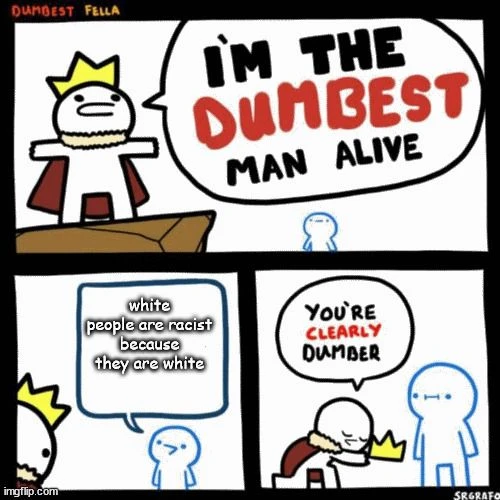 DUMBEST FELLA
I'M THE
DUMBEST
MAN ALIVE
white
people are racist
because
they are white
YOU'RE
CLEARLY
DUMBER
imgflip.com
SRGRAFO